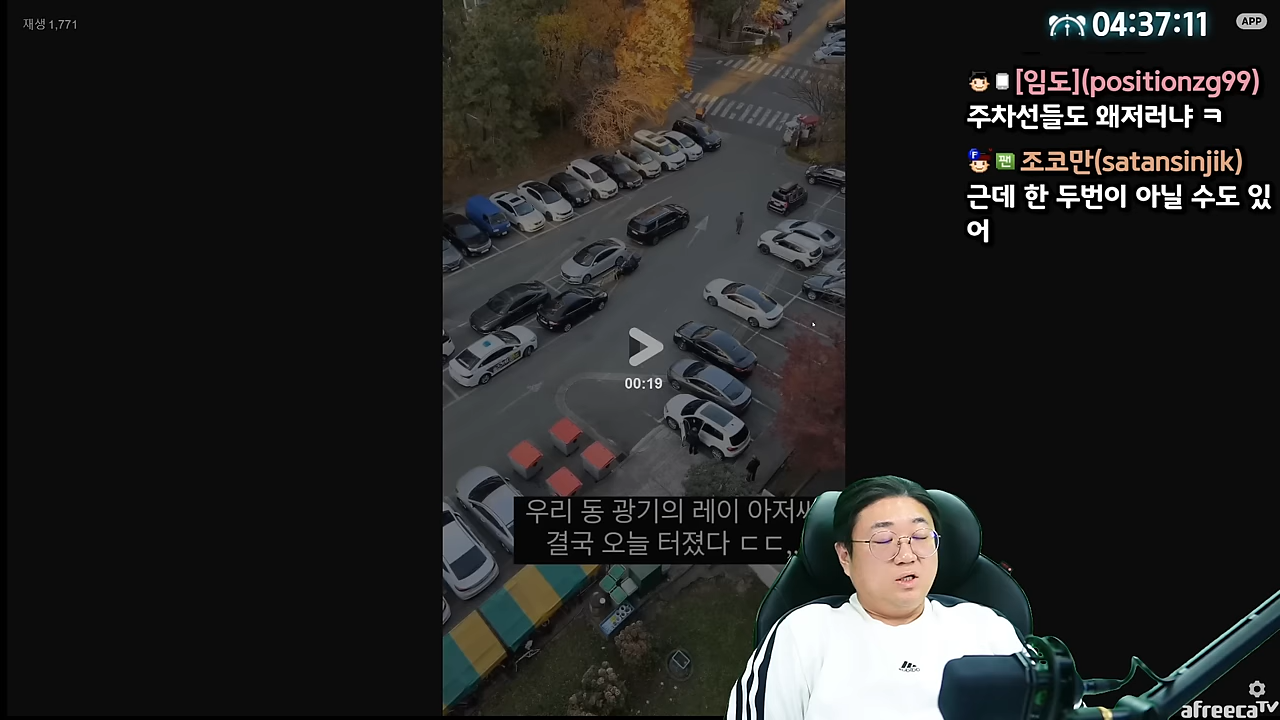 재생 1,771
04:37:11
APP
[임도](positionzg99)
주차선들도 왜저러냐 ㅋ
팬 조코만(satansinjik)
근데 한 두번이 아닐 수도 있
어
00:19
우리 동 광기의 레이 아저씨
결국 오늘 터졌다 ㄷㄷ..
afreecaTV